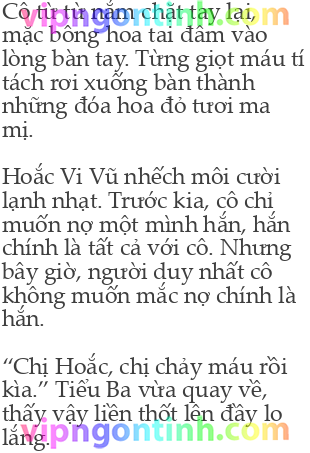 Cô từ từ nắm chặt tay lại,
vipngontinh.com
mặc bông hoa tai đâm vào
lòng bàn tay. Từng giọt máu tí
tách rơi xuống bàn thành
những đóa hoa đỏ tươi ma
mị.
Hoắc Vi Vũ nhếch môi cười
lạnh nhạt. Trước kia, cô chỉ
muốn nợ một mình hắn, hắn
chính là tất cả với cô. Nhưng
bây giờ, người duy nhất cô
không muốn mắc nợ chính là
hắn.
“Chị Hoắc, chị chảy máu rồi
kìa.” Tiểu Ba vừa quay về,
thấy vậy liền thốt lên đầy lo
lắng.
vipngontinh.com